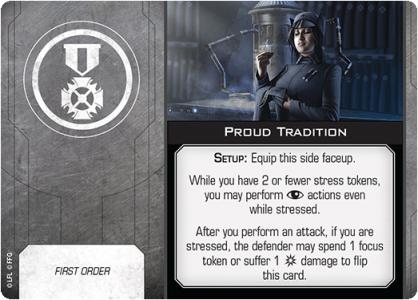 PROUD TRADITION
SETUP: Equip this side faceup.
While you have 2 or fewer stress tokens,
you may perform actions even
while stressed.
After you perform an attack, if you are
stressed, the defender may spend 1 focus
token or suffer 1 damage to flip
this card.
FIRST ORDER
© LFL © FFG